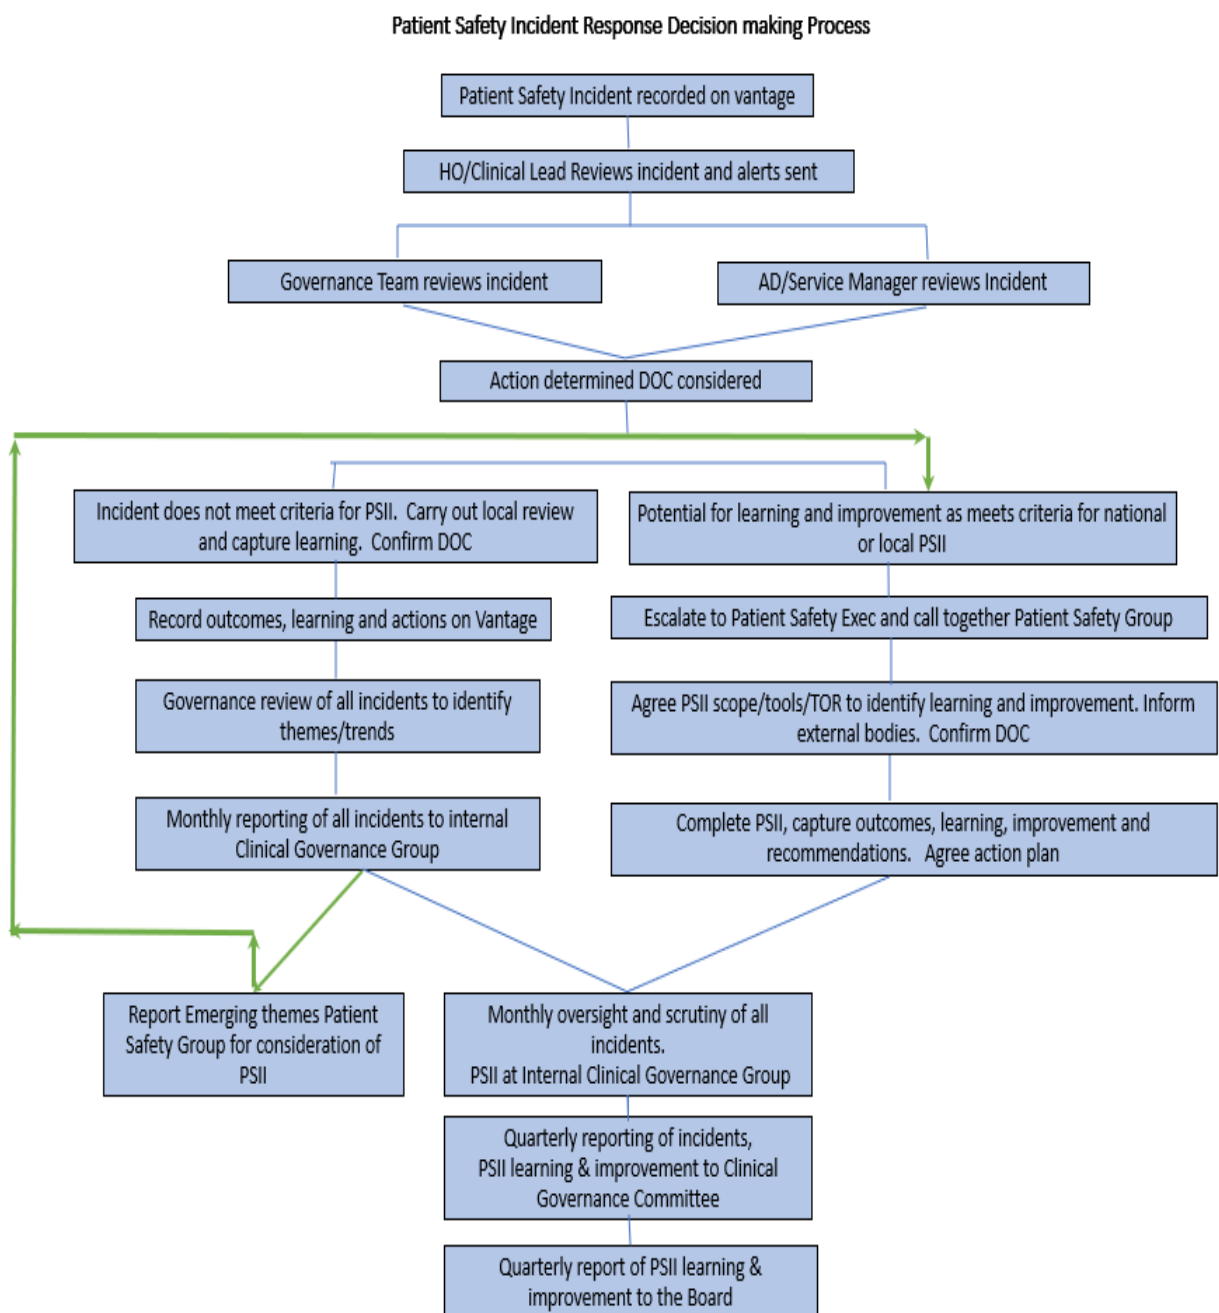 Patient Safety Incident Response Decision making Process
Patient Safety Incident recorded on vantage
HO/Clinical Lead Reviews incident and alerts sent
Governance Team reviews incident
AD/Service Manager reviews Incident
Action determined DOC considered
Incident does not meet criteria for PSII.  Carry out local review
and capture learning.  Confirm DOC
Potential for learning and improvement as meets criteria for national
or local PSII
Record outcomes, learning and actions on Vantage
Escalate to Patient Safety Exec and call together Patient Safety Group
Governance review of all incidents to identify
themes/trends
Agree PSII scope/tools/TOR to identify learning and improvement. Inform
external bodies.  Confirm DOC
Monthly reporting of all incidents to internal
Clinical Governance Group
Complete PSII, capture outcomes, learning, improvement and
recommendations.   Agree action plan
Report Emerging themes Patient
Safety Group for consideration of
PSII
Monthly oversight and scrutiny of all
incidents.
PSII at Internal Clinical Governance Group
Quarterly reporting of incidents,
PSII learning & improvement to Clinical
Governance Committee
Quarterly report of PSII learning &
improvement to the Board